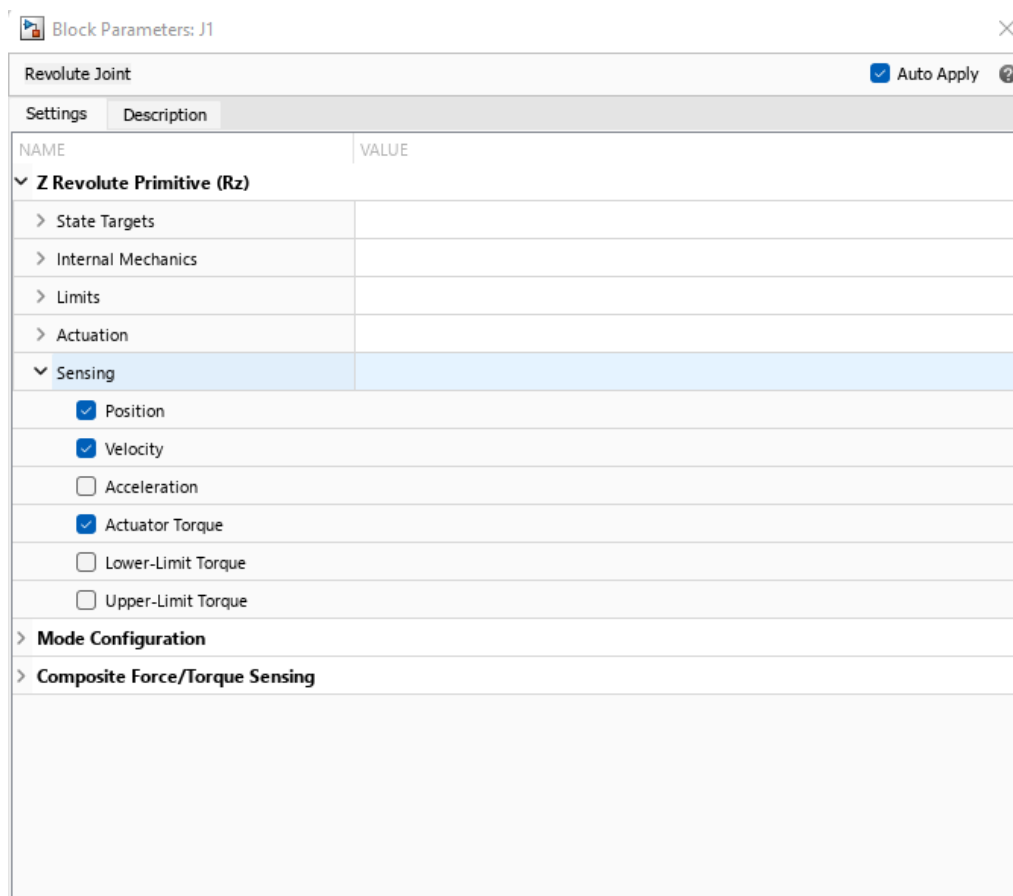 Block Parameters: J1
Revolute Joint Auto Apply ?
Settings Description
NAME VALUE
Z Revolute Primitive (Rz)
State Targets
Internal Mechanics
Limits
Actuation
Sensing
Position
Velocity
Acceleration
Actuator Torque
Lower-Limit Torque
Upper-Limit Torque
Mode Configuration
Composite Force/Torque Sensing